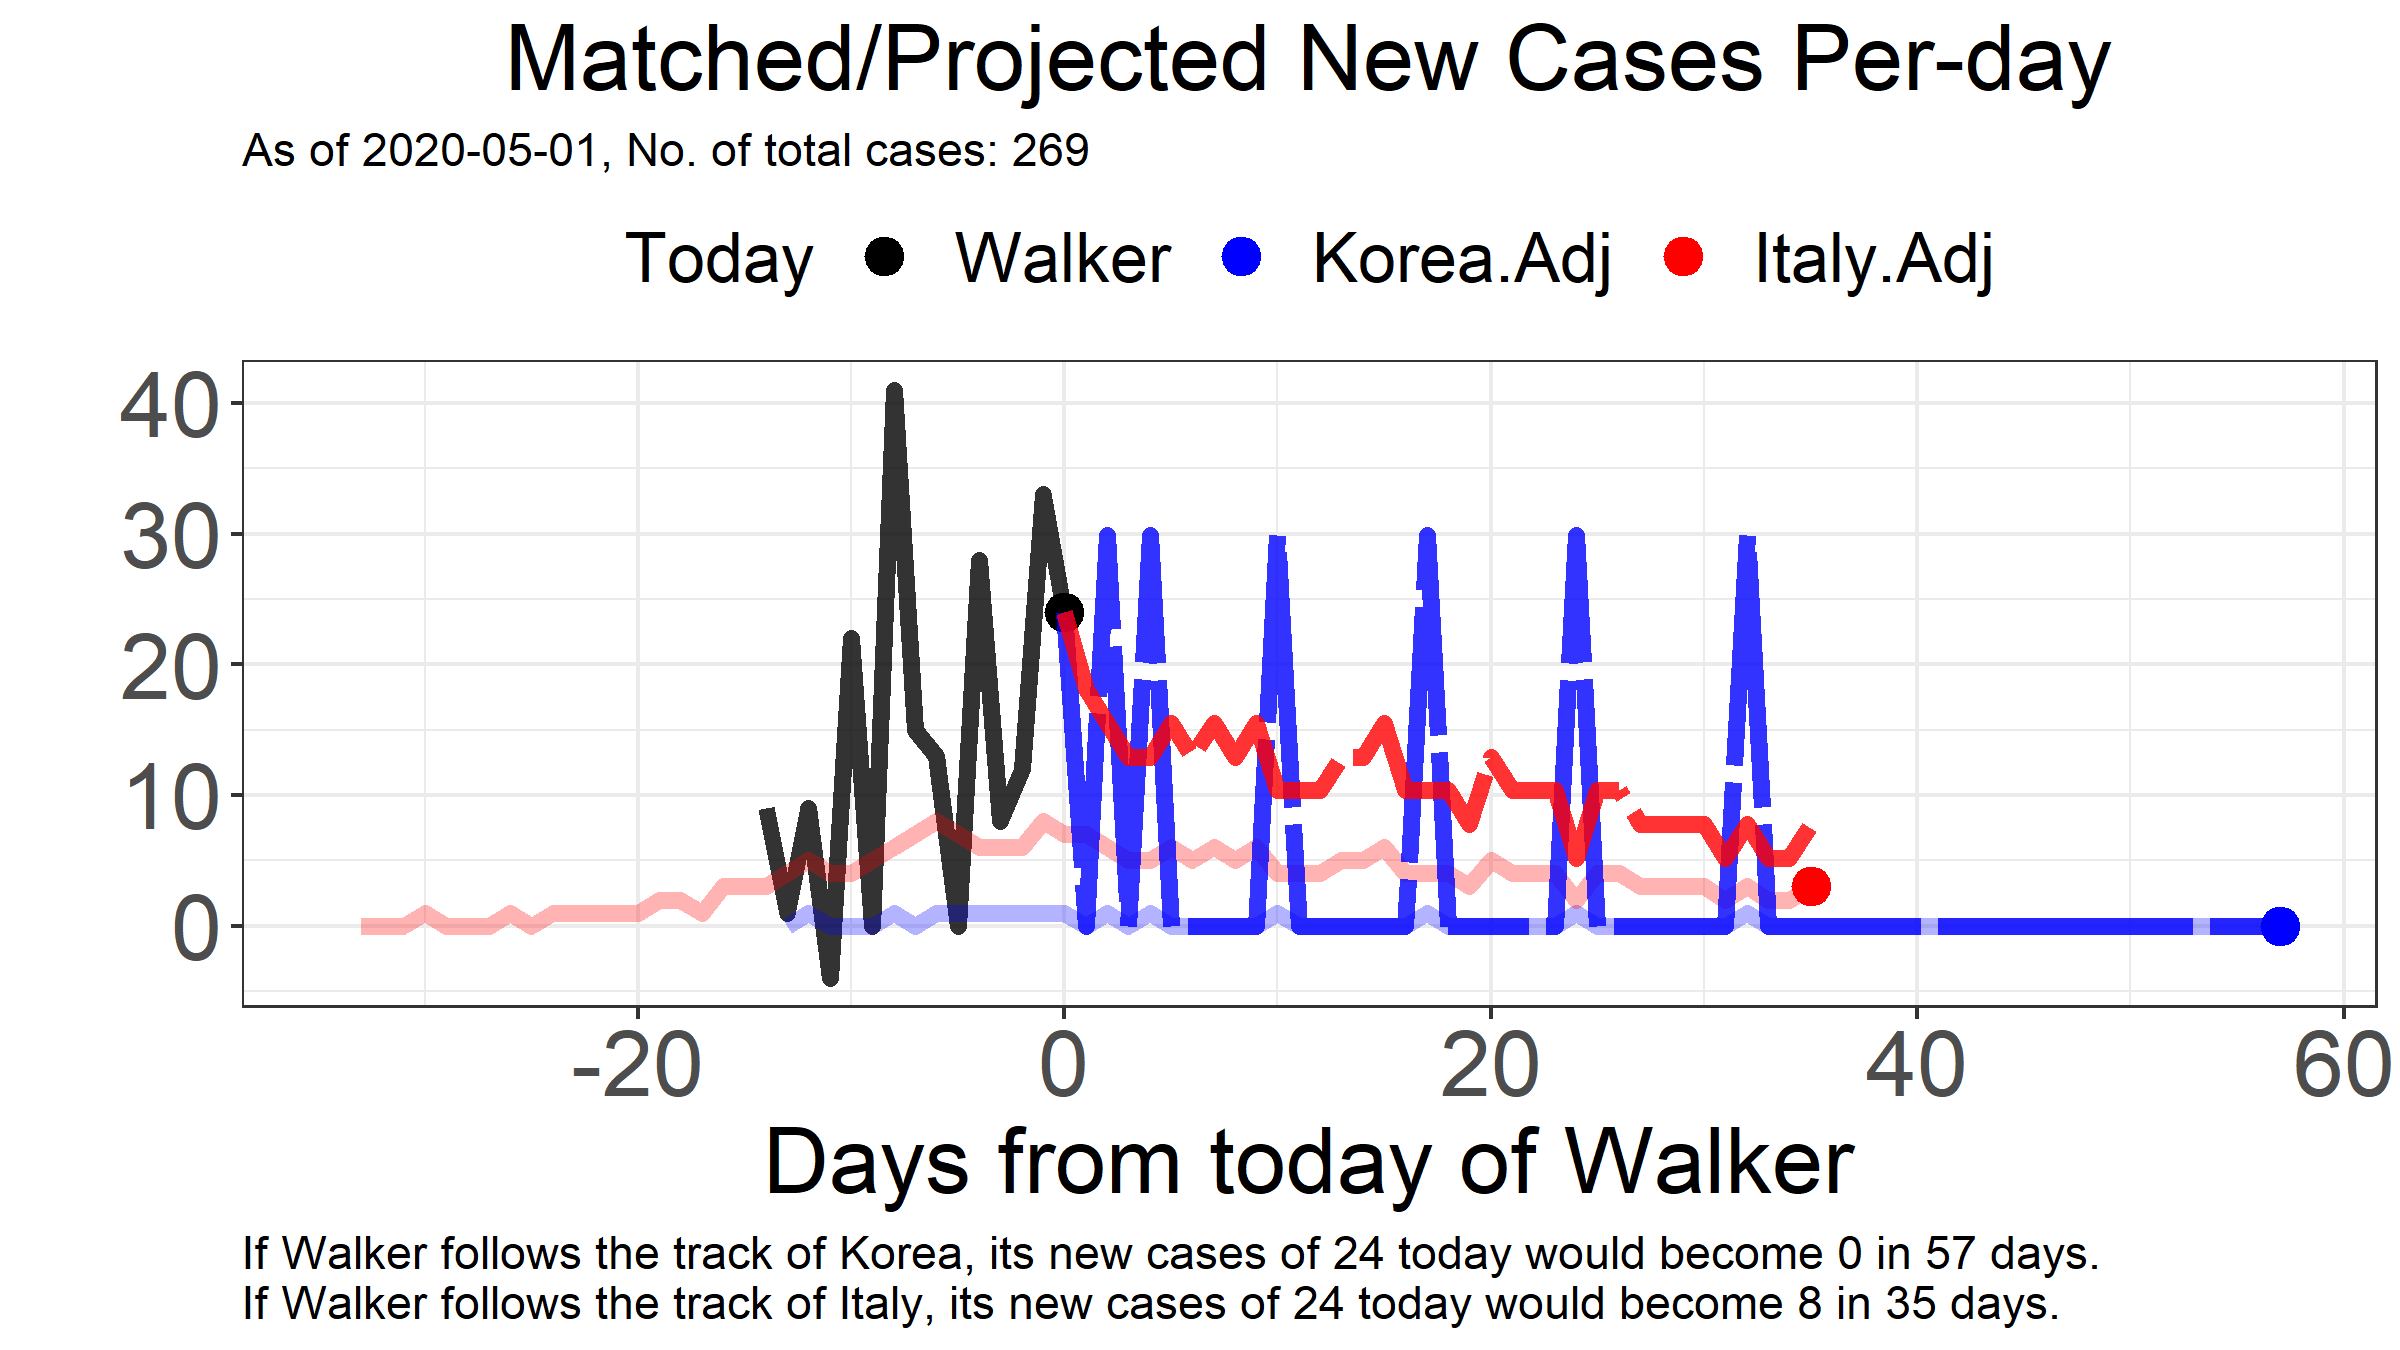 Matched/Projected New Cases Per-day
As of 2020-05-01, No. of total cases: 269
Today Walker Korea.Adj Italy.Adj
40
30
20
10
0
-20 0 20 40 60
Days from today of Walker
If Walker follows the track of Korea, its new cases of 24 today would become 0 in 57 days.
If Walker follows the track of Italy, its new cases of 24 today would become 8 in 35 days.